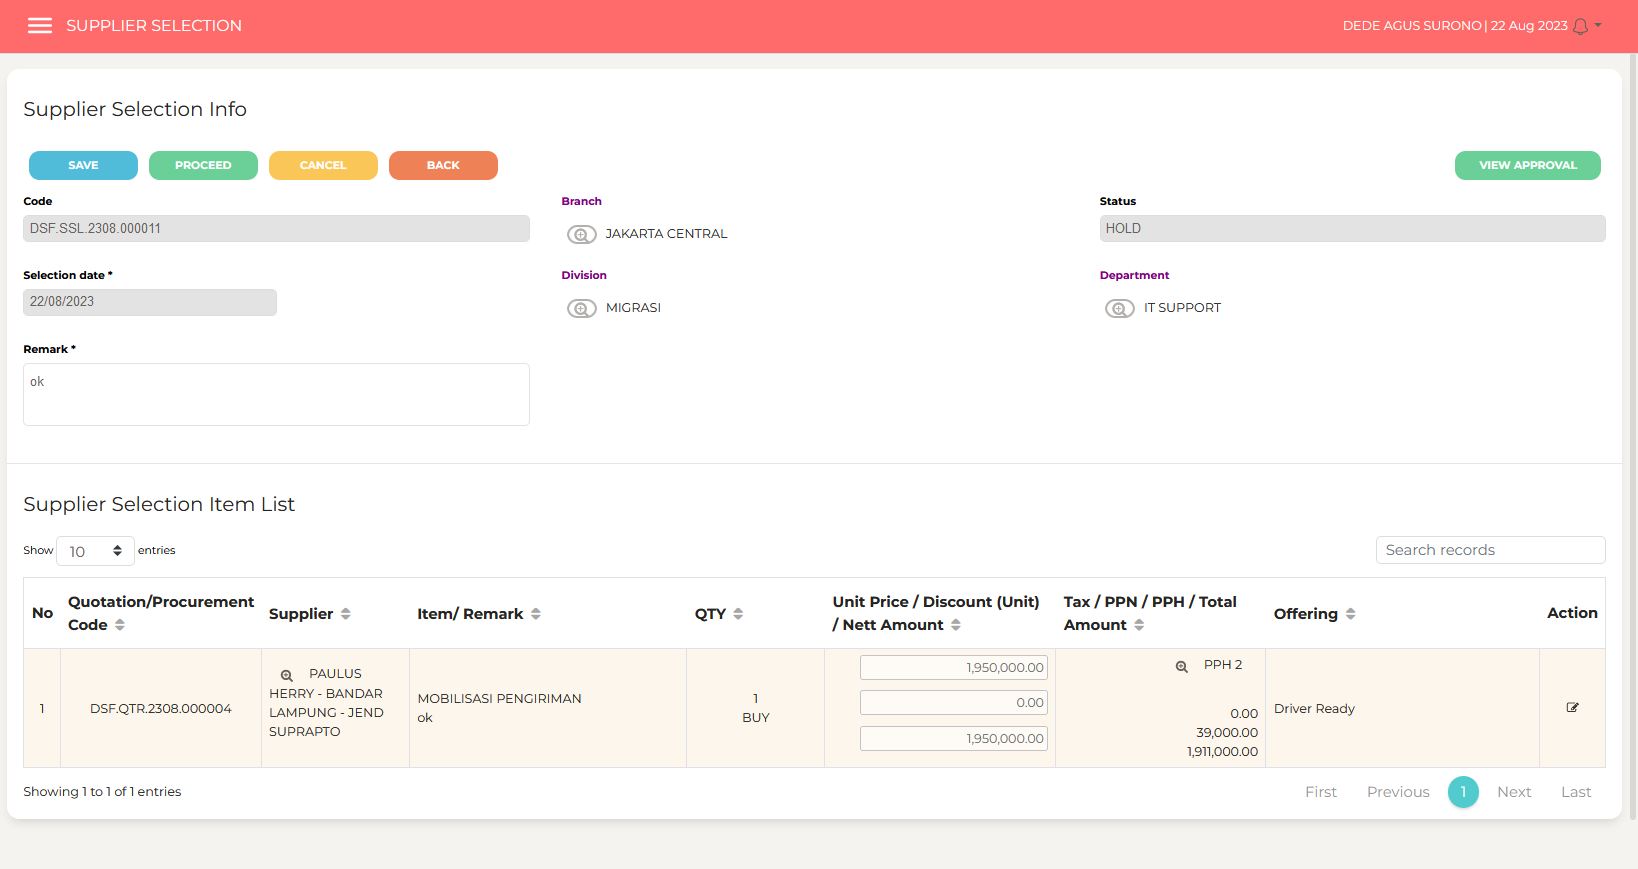 SUPPLIER SELECTION
DEDE AGUS SURONO | 22 Aug 2023
Supplier Selection Info
SAVE PROCEED CANCEL BACK VIEW APPROVAL
Code Branch Status
DSF.SSL.2308.000011 JAKARTA CENTRAL HOLD
Selection date * Division Department
22/08/2023 MIGRASI IT SUPPORT
Remark *
ok
Supplier Selection Item List
Show 10 entries Search records
No
Quotation/Procurement
Code
Supplier
Item/ Remark
QTY
Unit Price / Discount (Unit)
/ Nett Amount
Tax / PPN / PPH / Total
Amount
Offering
Action
1
DSF.QTR.2308.000004
PAULUS
HERRY - BANDAR
LAMPUNG - JEND
SUPRAPTO
MOBILISASI PENGIRIMAN
ok
1
BUY
1,950,000.00
0.00
1,950,000.00
PPH 2
0.00
39,000.00
1,911,000.00
Driver Ready
Showing 1 to 1 of 1 entries
First Previous 1 Next Last